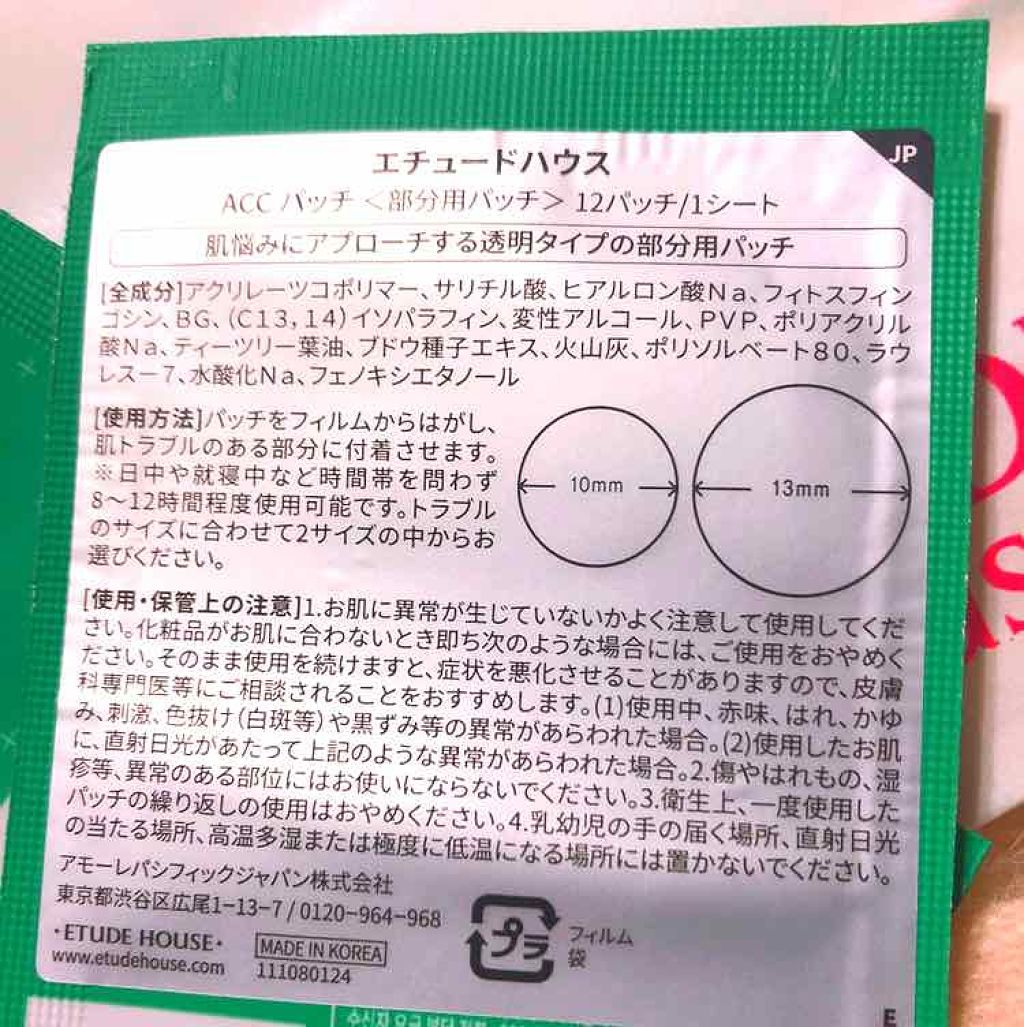 JP
エチュードハウス
ACC パッチ ＜部分用パッチ＞ 12パッチ/1シート
肌悩みにアプローチする透明タイプの部分用パッチ
[全成分]アクリレーツコポリマー、サリチル酸、ヒアルロン酸Na、フィトスフィン
ゴシン、BG、（C13，14）イソパラフィン、変性アルコール、PVP、ポリアクリル
酸Na、ティーツリー葉油、ブドウ種子エキス、火山灰、ポリソルベート80、ラウ
レスー7、水酸化Na、フェノキシエタノール
[使用方法]パッチをフィルムからはがし、
肌トラブルのある部分に付着させます。
※日中や就寝中など時間帯を問わず
8〜12時間程度使用可能です。トラブル
のサイズに合わせて2サイズの中からお
選びください。
10mm
13mm
[使用・保管上の注意]1.お肌に異常が生じていないかよく注意して使用してくだ
さい。化粧品がお肌に合わないとき即ち次のような場合には、ご使用をおやめく
ださい。そのまま使用を続けますと、症状を悪化させることがありますので、皮膚
科専門医等にご相談されることをおすすめします。(1)使用中、赤味、はれ、かゆ
み、刺激、色抜け（白斑等）や黒ずみ等の異常があらわれた場合。(2)使用したお肌
に、直射日光があたって上記のような異常があらわれた場合。2.傷やはれもの、湿
疹等、異常のある部位にはお使いにならないでください。3.衛生上、一度使用した
パッチの繰り返しの使用はおやめください。4.乳幼児の手の届く場所、直射日光
の当たる場所、高温多湿または極度に低温になる場所には置かないでください。
アモーレパシフィックジャパン株式会社
東京都渋谷区広尾1-13-7 / 0120-964-968
・ETUDE HOUSE・
www.etudehouse.com
MADE IN KOREA
111080124
プラ
フィルム
袋
E